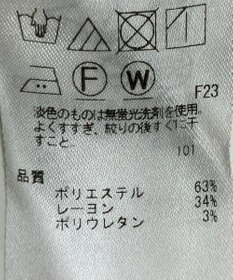 F
W
F23
淡色のものは無蛍光洗剤を使用。
よくすすぎ、絞りの後すぐに干
すこと。
101
品質
ポリエステル 63%
レーヨン 34%
ポリウレタン 3%